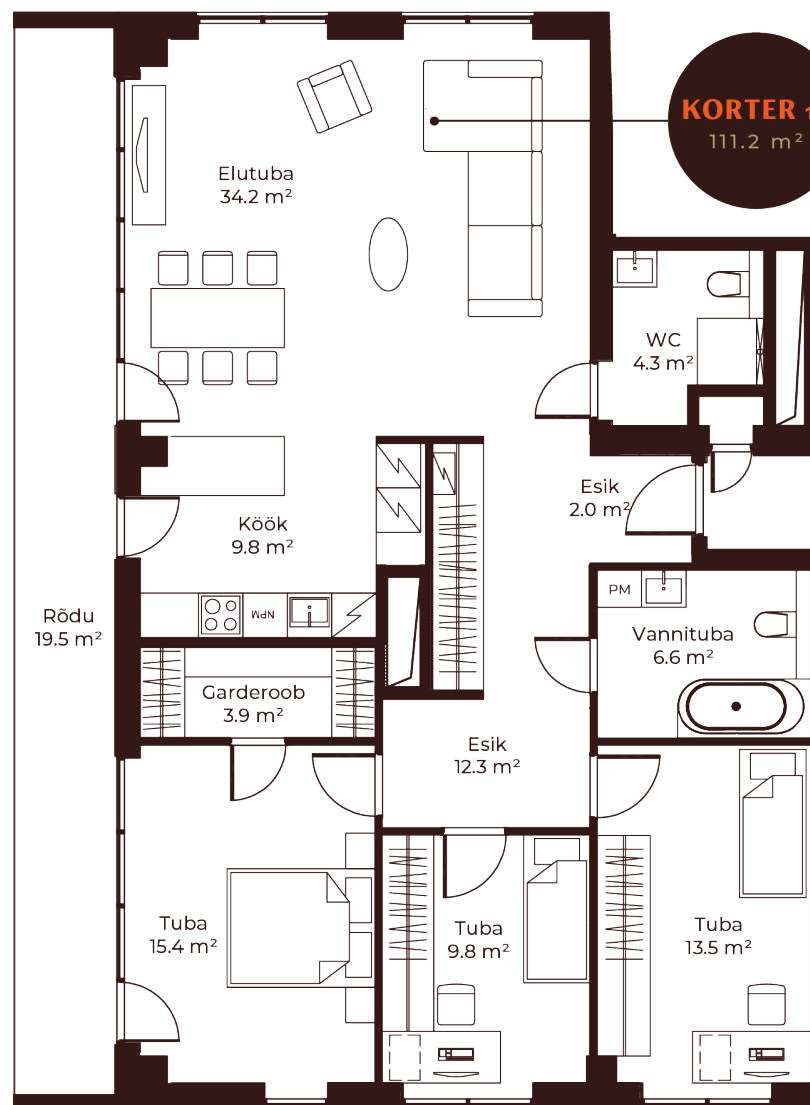 KORTER
111.2 m²
Elutuba
34.2 m²
WC
4.3 m²
Esik
2.0 m²
Köök
9.8 m²
NPM
PM
Rõdu
19.5 m²
Vannituba
6.6 m²
Garderoob
3.9 m²
Esik
12.3 m²
Tuba
15.4 m²
Tuba
9.8 m²
Tuba
13.5 m²